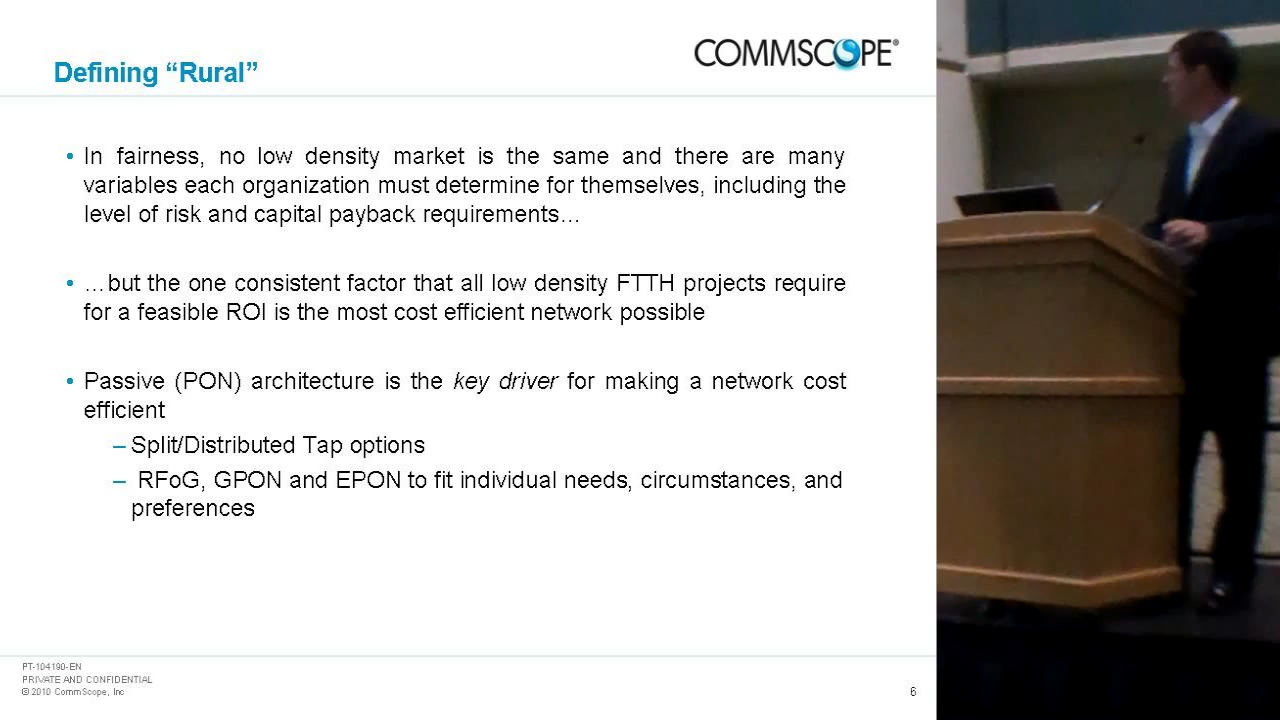 COMMSCOPE®
Defining “Rural”
• In fairness, no low density market is the same and there are many
variables each organization must determine for themselves, including the
level of risk and capital payback requirements…
• …but the one consistent factor that all low density FTTH projects require
for a feasible ROI is the most cost efficient network possible
• Passive (PON) architecture is the key driver for making a network cost
efficient
– Split/Distributed Tap options
– RFoG, GPON and EPON to fit individual needs, circumstances, and
preferences
PT-104190-EN
PRIVATE AND CONFIDENTIAL
© 2010 CommScope, Inc
6